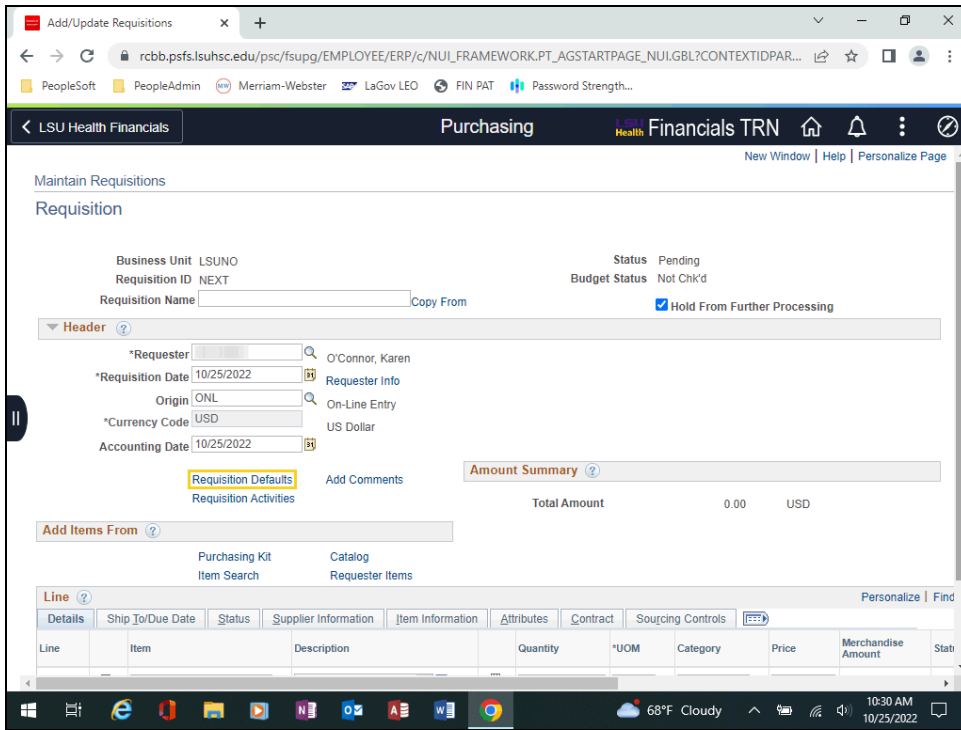 Add/Update Requisitions
rcbb.psfs.lsuhsc.edu/psc/fsupg/EMPLOYEE/ERP/c/NUI_FRAMEWORK.PT_AGSTARTPAGE_NUI.GBL?CONTEXTIDPAR...
PeopleSoft PeopleAdmin Merriam-Webster LaGov LEO FIN PAT Password Strength...
LSU Health Financials Purchasing LSU Health Financials TRN
New Window | Help | Personalize Page
Maintain Requisitions
Requisition
Business Unit LSUNO Status Pending
Requisition ID NEXT Budget Status Not Chk'd
Requisition Name Copy From Hold From Further Processing
Header
*Requester O'Connor, Karen
*Requisition Date 10/25/2022 Requester Info
Origin ONL On-Line Entry
*Currency Code USD US Dollar
Accounting Date 10/25/2022
Requisition Defaults Add Comments Amount Summary
Requisition Activities
Total Amount 0.00 USD
Add Items From
Purchasing Kit Catalog
Item Search Requester Items
Line Personalize | Find
Details Ship To/Due Date Status Supplier Information Item Information Attributes Contract Sourcing Controls
Line Item Description Quantity *UOM Category Price Merchandise Amount
68°F Cloudy 10:30 AM
10/25/2022